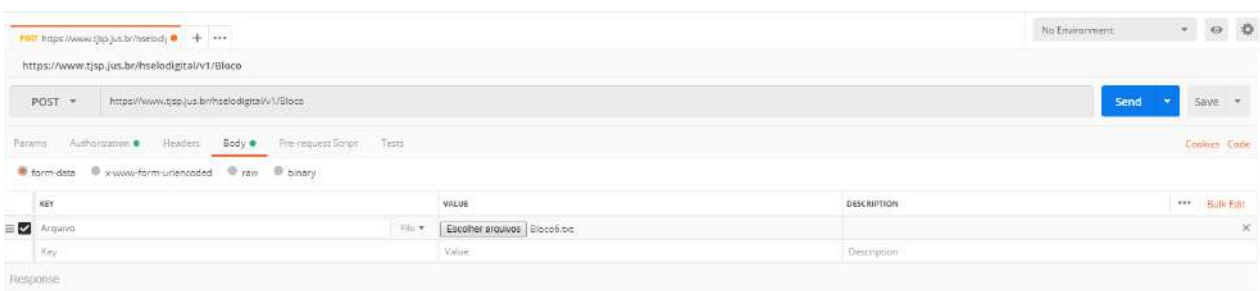 POST https://www.tjsp.jus.br/hselodi + ••• No Environment
https://www.tjsp.jus.br/hselodigital/v1/Bloco
POST https://www.tjsp.jus.br/hselodigital/v1/Bloco Send Save
Params Authorization Headers Body Pre-request Script Tests Cookies Code
form-data x-www-form-urlencoded raw binary
KEY VALUE DESCRIPTION ••• Bulk Edit
Arquivo File Escolher arquivos Bloco6.txt
Key Value Description
Response